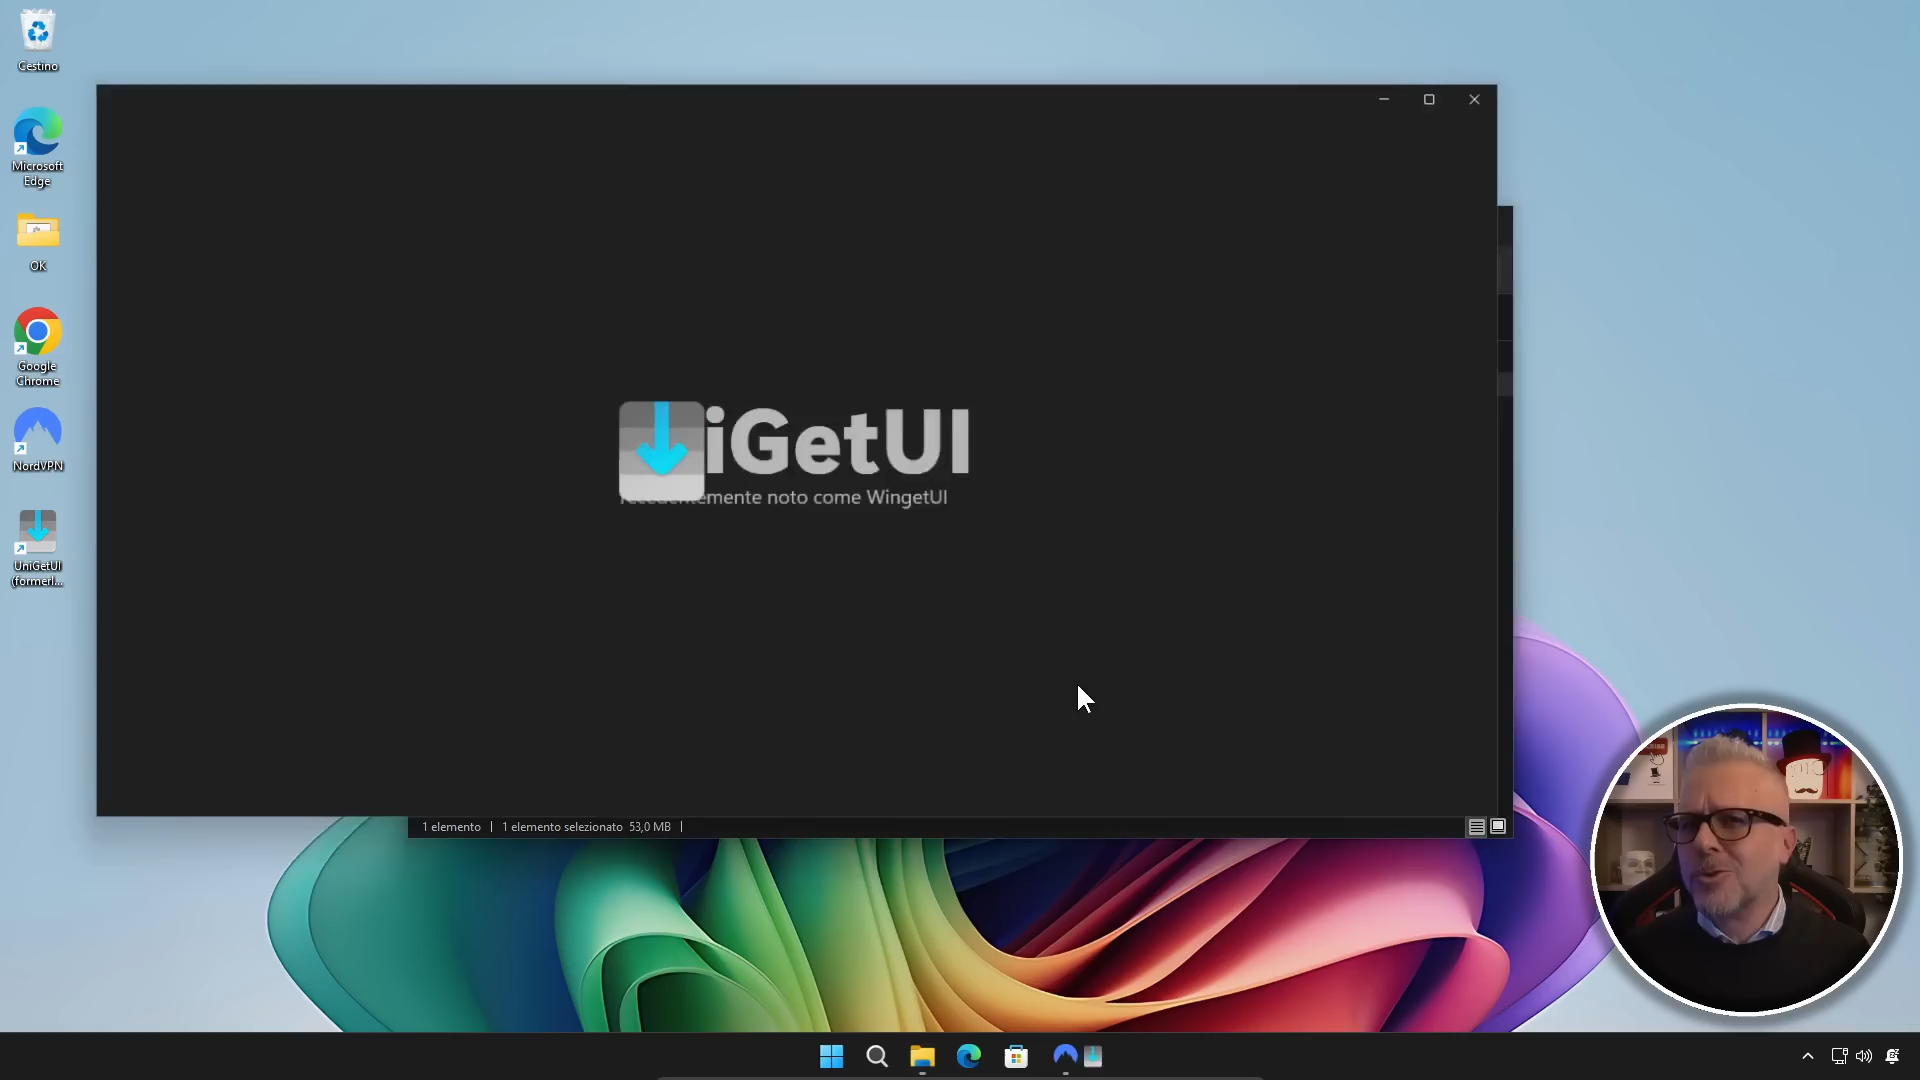 Cestino
Microsoft
Edge
OK
Google
Chrome
NordVPN
UniGetUI
(formerl...
iGetUI
recedentemente noto come WingetUI
1 elemento | 1 elemento selezionato 53,0 MB |